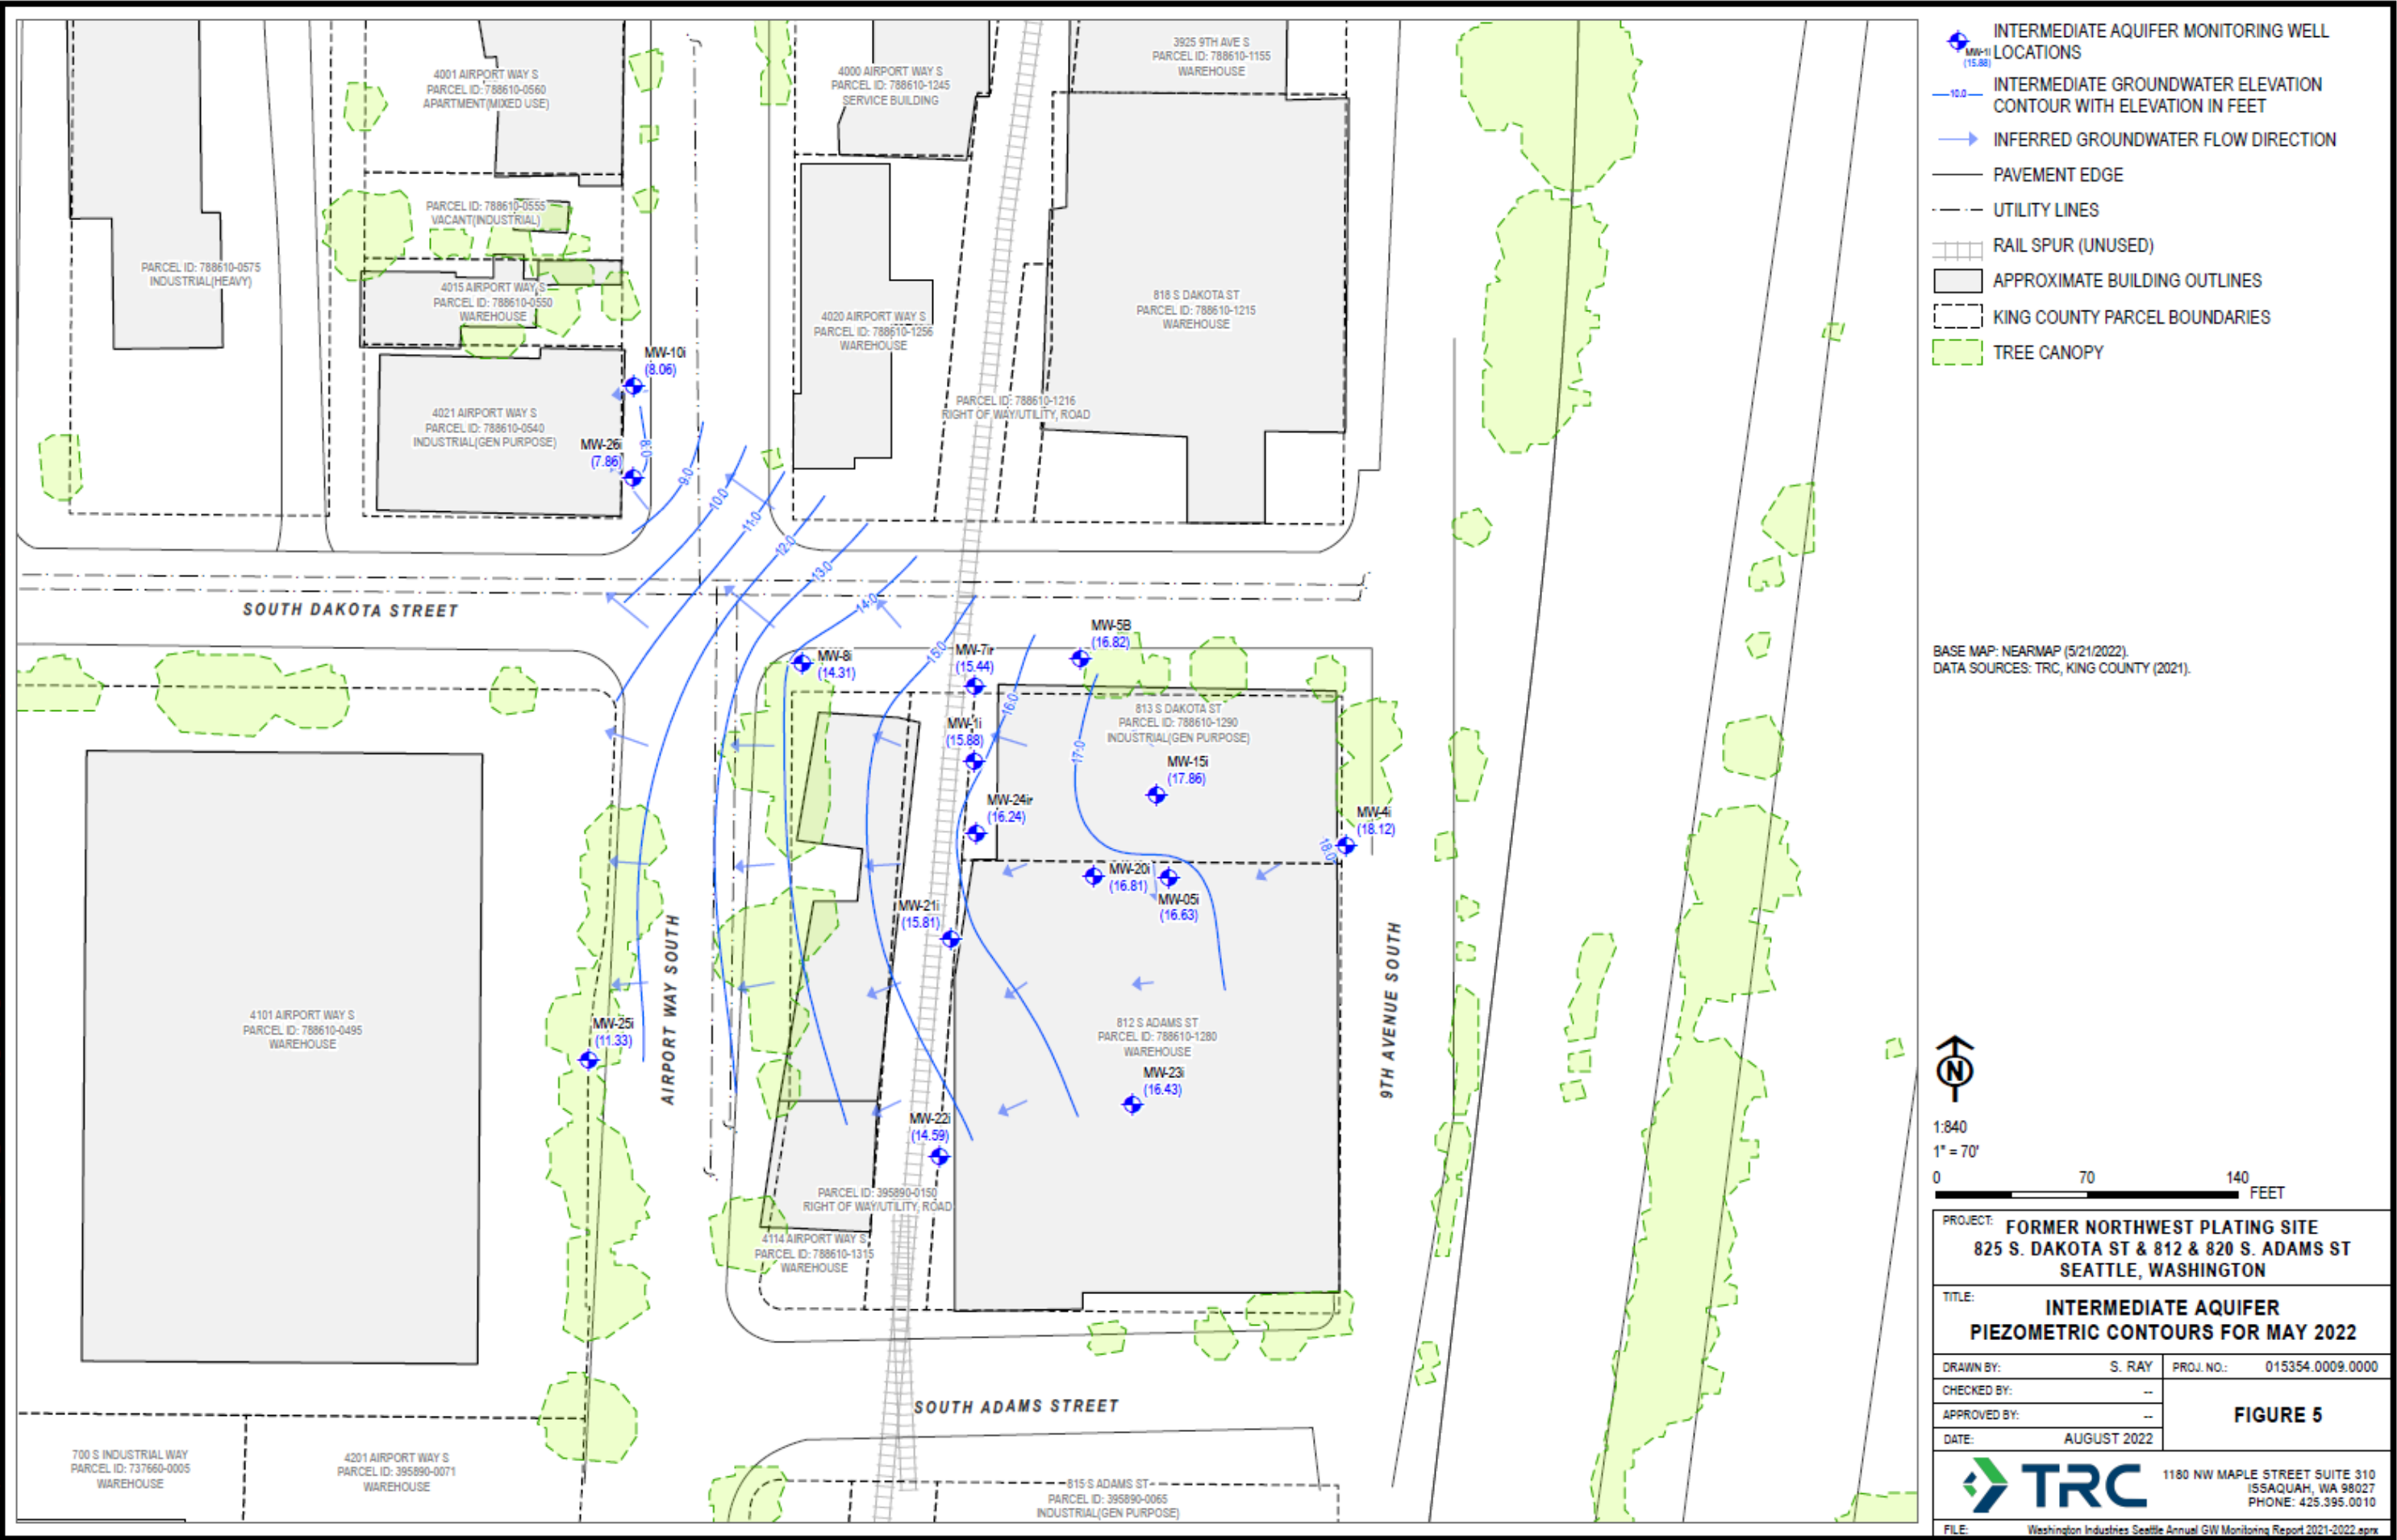 4001 AIRPORT WAY S
PARCEL ID: 788610-0560
APARTMENT(MIXED USE)
4000 AIRPORT WAY S
PARCEL ID: 788610-1245
SERVICE BUILDING
3925 9TH AVE S
PARCEL ID: 788610-1155
WAREHOUSE
PARCEL ID: 788610-0555
VACANT(INDUSTRIAL)
PARCEL ID: 788610-0575
INDUSTRIAL(HEAVY)
4015 AIRPORT WAY S
PARCEL ID: 788610-0550
WAREHOUSE
4020 AIRPORT WAY S
PARCEL ID: 788610-1256
WAREHOUSE
818 S DAKOTA ST
PARCEL ID: 788610-1215
WAREHOUSE
MW-10i
(8.06)
4021 AIRPORT WAY S
PARCEL ID: 788610-0540
INDUSTRIAL(GEN PURPOSE)
PARCEL ID: 788610-1216
RIGHT OF WAY/UTILITY, ROAD
MW-26i
(7.86)
8.0
9.0
10.0
11.0
12.0
13.0
14.0
15.0
16.0
17.0
18.0
SOUTH DAKOTA STREET
MW-8i
(14.31)
MW-7ir
(15.44)
MW-5B
(16.82)
813 S DAKOTA ST
PARCEL ID: 788610-1290
INDUSTRIAL(GEN PURPOSE)
MW-1i
(15.88)
MW-15i
(17.86)
MW-24ir
(16.24)
MW-4i
(18.12)
MW-20i
(16.81)
MW-05i
(16.63)
MW-21i
(15.81)
AIRPORT WAY SOUTH
9TH AVENUE SOUTH
4101 AIRPORT WAY S
PARCEL ID: 788610-0495
WAREHOUSE
MW-25i
(11.33)
812 S ADAMS ST
PARCEL ID: 788610-1280
WAREHOUSE
MW-23i
(16.43)
MW-22i
(14.59)
PARCEL ID: 395890-0150
RIGHT OF WAY/UTILITY, ROAD
4114 AIRPORT WAY S
PARCEL ID: 788610-1315
WAREHOUSE
SOUTH ADAMS STREET
700 S INDUSTRIAL WAY
PARCEL ID: 737660-0005
WAREHOUSE
4201 AIRPORT WAY S
PARCEL ID: 395890-0071
WAREHOUSE
815 S ADAMS ST
PARCEL ID: 395890-0065
INDUSTRIAL(GEN PURPOSE)
MW-1i
(15.88)
INTERMEDIATE AQUIFER MONITORING WELL
LOCATIONS
10.0
INTERMEDIATE GROUNDWATER ELEVATION
CONTOUR WITH ELEVATION IN FEET
INFERRED GROUNDWATER FLOW DIRECTION
PAVEMENT EDGE
UTILITY LINES
RAIL SPUR (UNUSED)
APPROXIMATE BUILDING OUTLINES
KING COUNTY PARCEL BOUNDARIES
TREE CANOPY
BASE MAP: NEARMAP (5/21/2022).
DATA SOURCES: TRC, KING COUNTY (2021).
N
1:840
1" = 70'
0 70 140
FEET
PROJECT: FORMER NORTHWEST PLATING SITE
825 S. DAKOTA ST & 812 & 820 S. ADAMS ST
SEATTLE, WASHINGTON
TITLE:
INTERMEDIATE AQUIFER
PIEZOMETRIC CONTOURS FOR MAY 2022
DRAWN BY: S. RAY PROJ. NO.: 015354.0009.0000
CHECKED BY: --
APPROVED BY: --
FIGURE 5
DATE: AUGUST 2022
TRC
1180 NW MAPLE STREET SUITE 310
ISSAQUAH, WA 98027
PHONE: 425.395.0010
FILE: Washington Industries Seattle Annual GW Monitoring Report 2021-2022.aprx